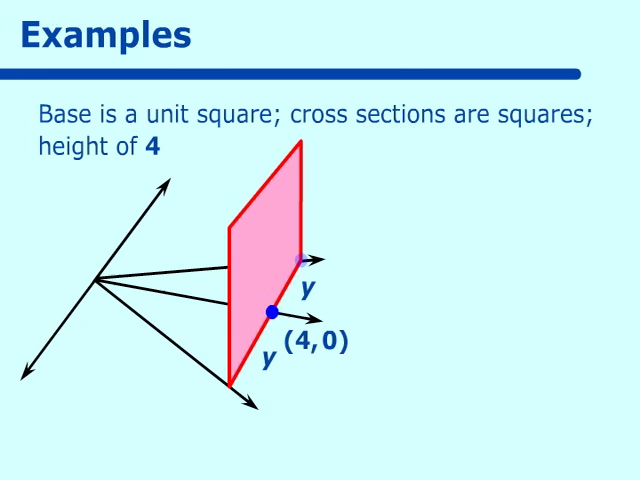 Examples
Base is a unit square; cross sections are squares;
height of 4
y
(4, 0)
y